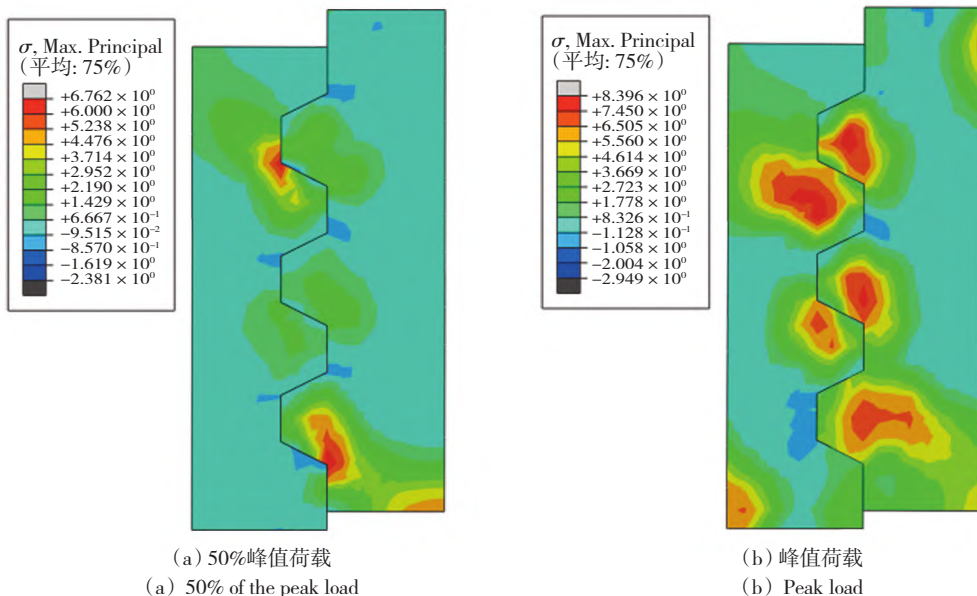 σ, Max. Principal
(平均: 75%)
+6.762 × 10⁰
+6.000 × 10⁰
+5.238 × 10⁰
+4.476 × 10⁰
+3.714 × 10⁰
+2.952 × 10⁰
+2.190 × 10⁰
+1.429 × 10⁰
+6.667 × 10⁻¹
−9.515 × 10⁻²
−8.570 × 10⁻¹
−1.619 × 10⁰
−2.381 × 10⁰
(a) 50%峰值荷载
(a) 50% of the peak load
σ, Max. Principal
(平均: 75%)
+8.396 × 10⁰
+7.450 × 10⁰
+6.505 × 10⁰
+5.560 × 10⁰
+4.614 × 10⁰
+3.669 × 10⁰
+2.723 × 10⁰
+1.778 × 10⁰
+8.326 × 10⁻¹
−1.128 × 10⁻¹
−1.058 × 10⁰
−2.004 × 10⁰
−2.949 × 10⁰
(b) 峰值荷载
(b) Peak load